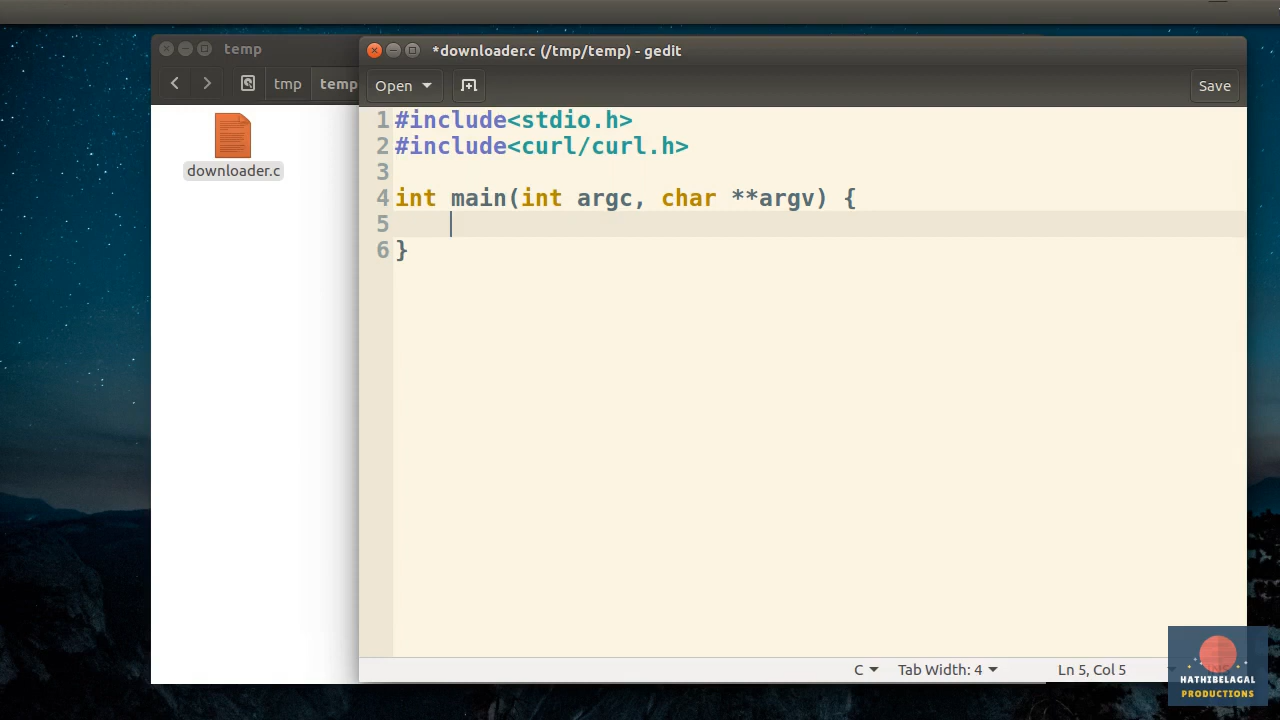 temp
tmp
temp
downloader.c
*downloader.c (/tmp/temp) - gedit
Open
Save
1 #include<stdio.h>
2 #include<curl/curl.h>
3
4 int main(int argc, char **argv) {
5
6 }
C
Tab Width: 4
Ln 5, Col 5
HATHIBELAGAL
PRODUCTIONS